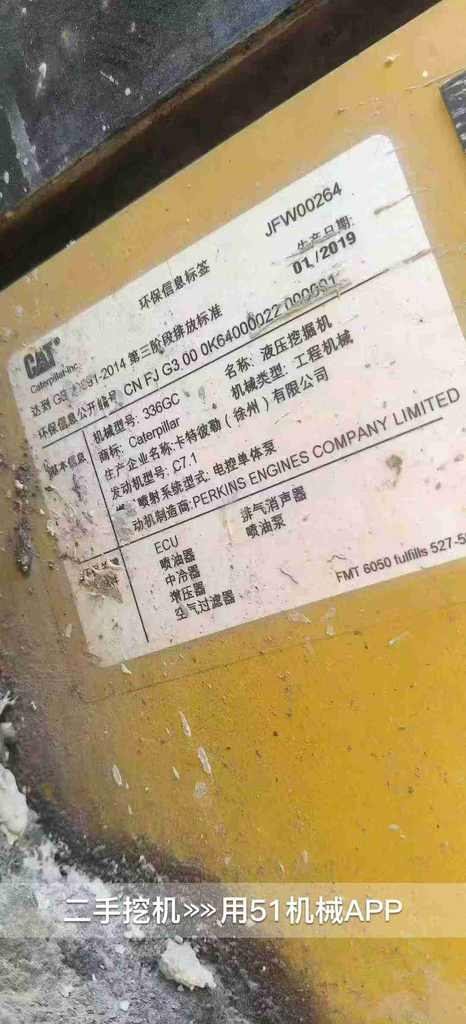 环保信息标签
JFW00264
CAT
Caterpillar Inc.
生产日期:
01/2019
达到 -2014 第三阶段排放标准
环保信息公开编号: CN FJ G3 00 0K64000022
基本信息
机械型号: 336GC
名称: 液压挖掘机
商标: Caterpillar
机械类型: 工程机械
生产企业名称:卡特彼勒（徐州）有限公司
发动机型号: C7.1
喷射系统型式: 电控单体泵
动机制造商:PERKINS ENGINES COMPANY LIMITED
ECU
排气消声器
喷油器
喷油泵
中冷器
增压器
空气过滤器
FMT 6050 fulfills 527-5
二手挖机»»用51机械APP